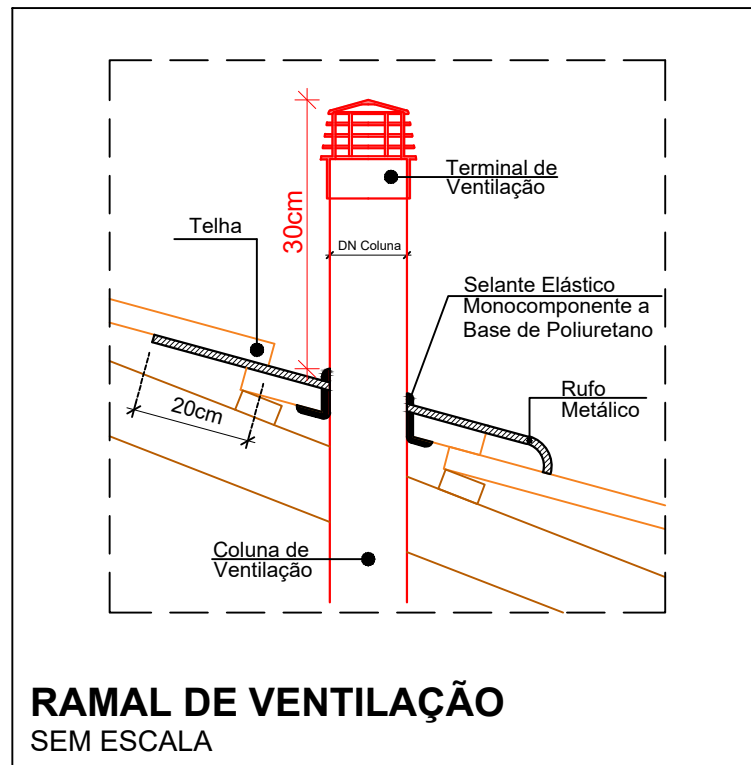 Terminal de
Ventilação
30cm
Telha
DN Coluna
Selante Elástico
Monocomponente a
Base de Poliuretano
Rufo
Metálico
20cm
Coluna de
Ventilação
RAMAL DE VENTILAÇÃO
SEM ESCALA